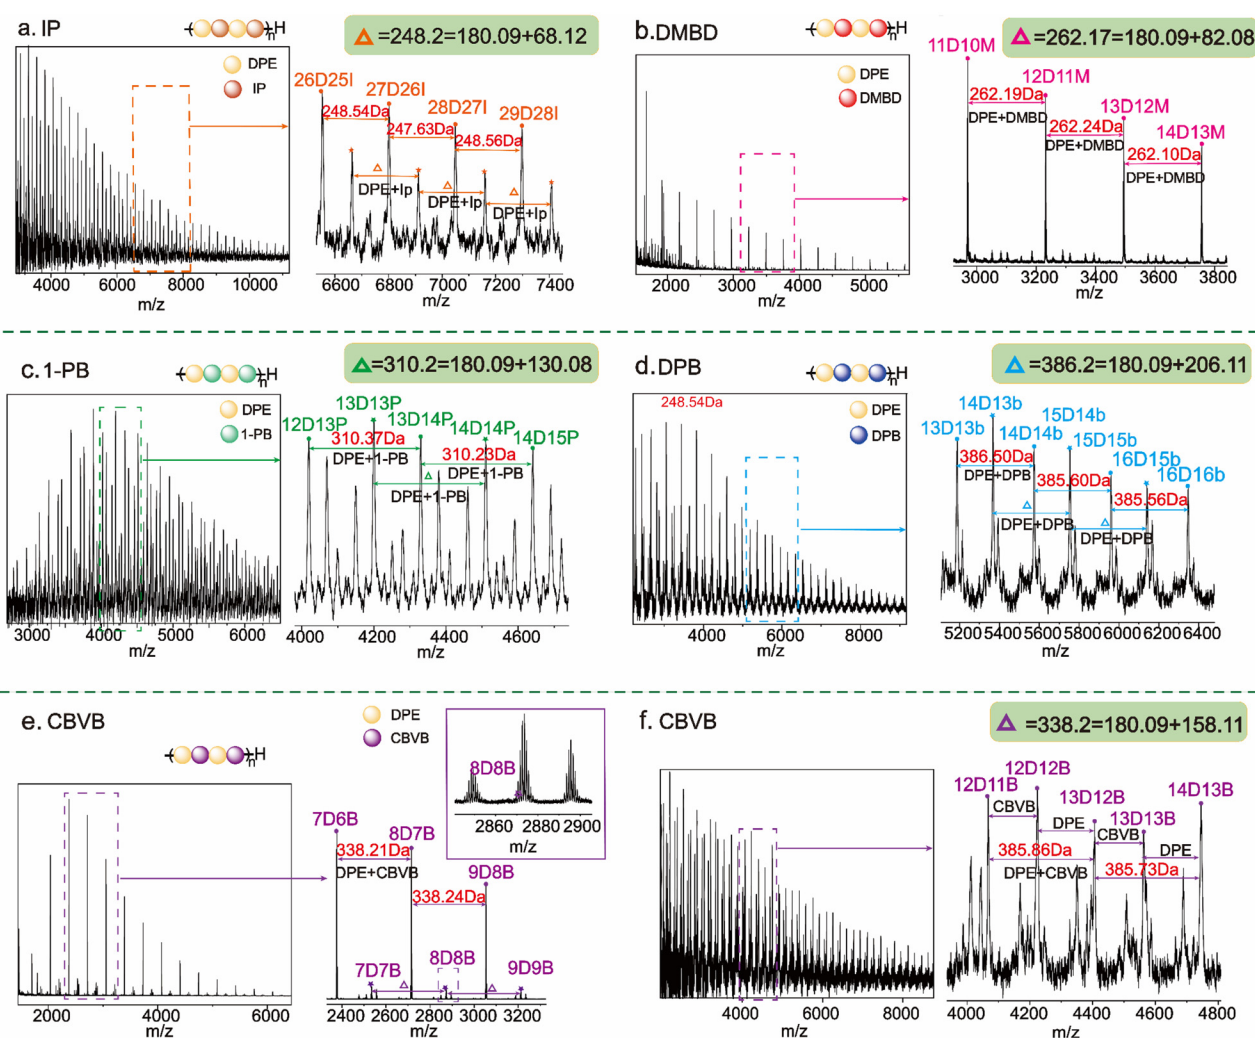 a. IP
n H
△=248.2=180.09+68.12
DPE
IP
26D25I
27D26I
28D27I
29D28I
248.54Da
247.63Da
248.56Da
△
△
△
DPE+Ip
DPE+Ip
DPE+Ip
4000 6000 8000 10000
m/z
6600 6800 7000 7200 7400
m/z
b.DMBD
n H
△=262.17=180.09+82.08
DPE
DMBD
11D10M
12D11M
13D12M
14D13M
262.19Da
DPE+DMBD
262.24Da
DPE+DMBD
262.10Da
DPE+DMBD
2000 3000 4000 5000
m/z
3000 3200 3400 3600 3800
m/z
c. 1-PB
n H
△=310.2=180.09+130.08
DPE
1-PB
12D13P
13D13P
13D14P
14D14P
14D15P
310.37Da
DPE+1-PB
310.23Da
DPE+1-PB
△
DPE+1-PB
3000 4000 5000 6000
m/z
4000 4200 4400 4600
m/z
d. DPB
n H
△=386.2=180.09+206.11
DPE
DPB
248.54Da
13D13b
14D13b
14D14b
15D14b
15D15b
16D15b
16D16b
386.50Da
DPE+DPB
385.60Da
385.56Da
△
DPE+DPB
△
DPE+DPB
4000 6000 8000
m/z
5200 5400 5600 5800 6000 6200 6400
m/z
e. CBVB
n H
DPE
CBVB
8D8B
2860 2880 2900
m/z
7D6B
8D7B
9D8B
338.21Da
DPE+CBVB
338.24Da
7D7B
8D8B
9D9B
△
△
2000 4000 6000
m/z
2400 2600 2800 3000 3200
m/z
f. CBVB
△=338.2=180.09+158.11
12D11B
12D12B
13D12B
13D13B
14D13B
CBVB
DPE
CBVB
DPE
385.86Da
DPE+CBVB
385.73Da
4000 6000 8000
m/z
4000 4200 4400 4600 4800
m/z